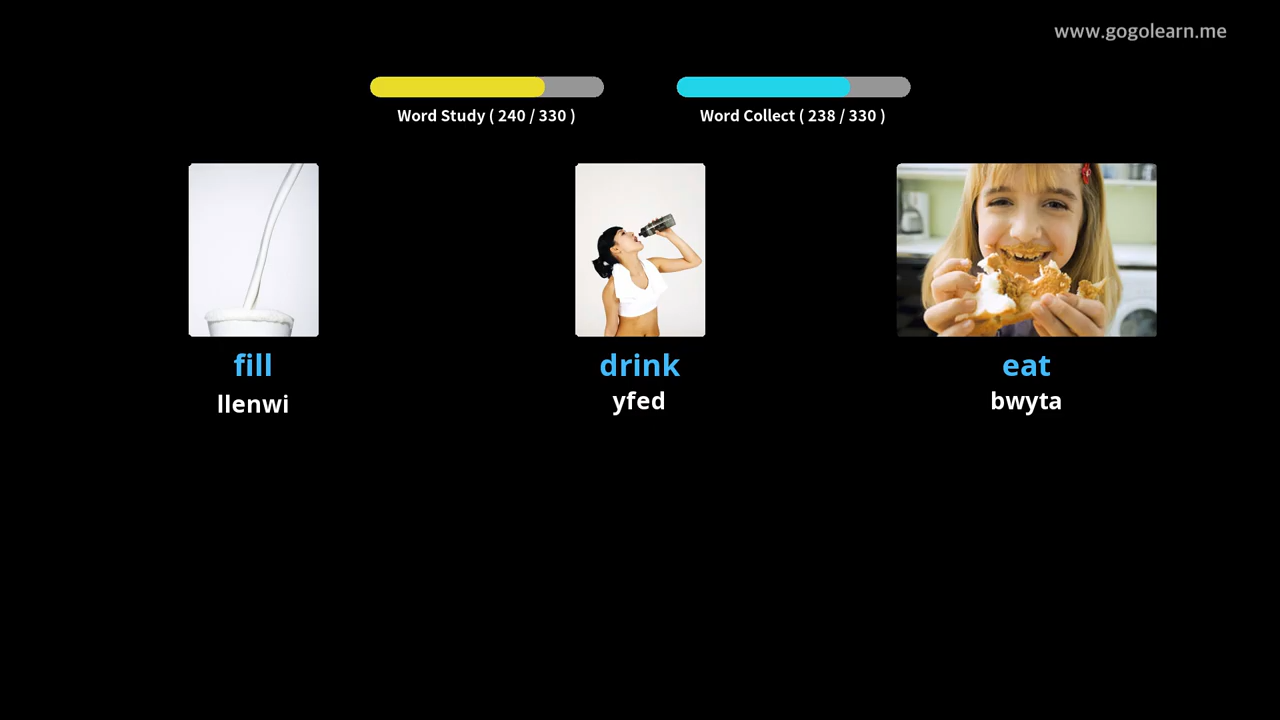 www.gogolearn.me
Word Study ( 240 / 330 )
Word Collect ( 238 / 330 )
fill
llenwi
drink
yfed
eat
bwyta